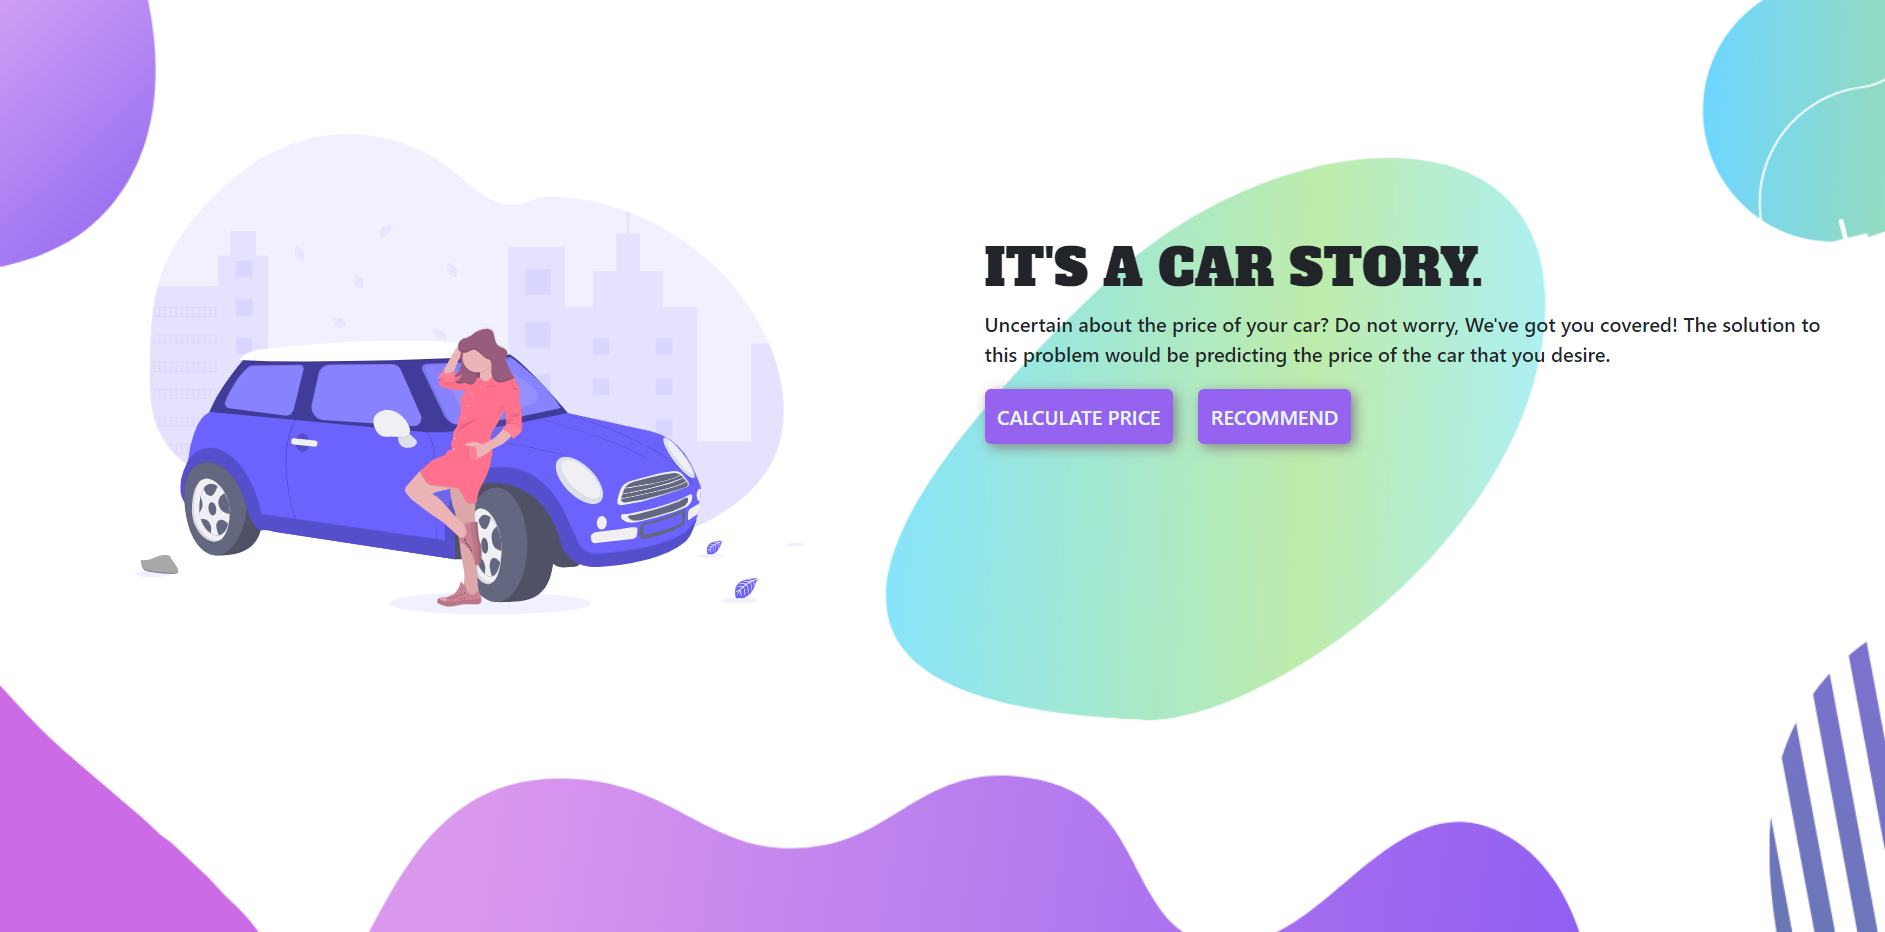 IT'S A CAR STORY.
Uncertain about the price of your car? Do not worry, We've got you covered! The solution to
this problem would be predicting the price of the car that you desire.
CALCULATE PRICE RECOMMEND